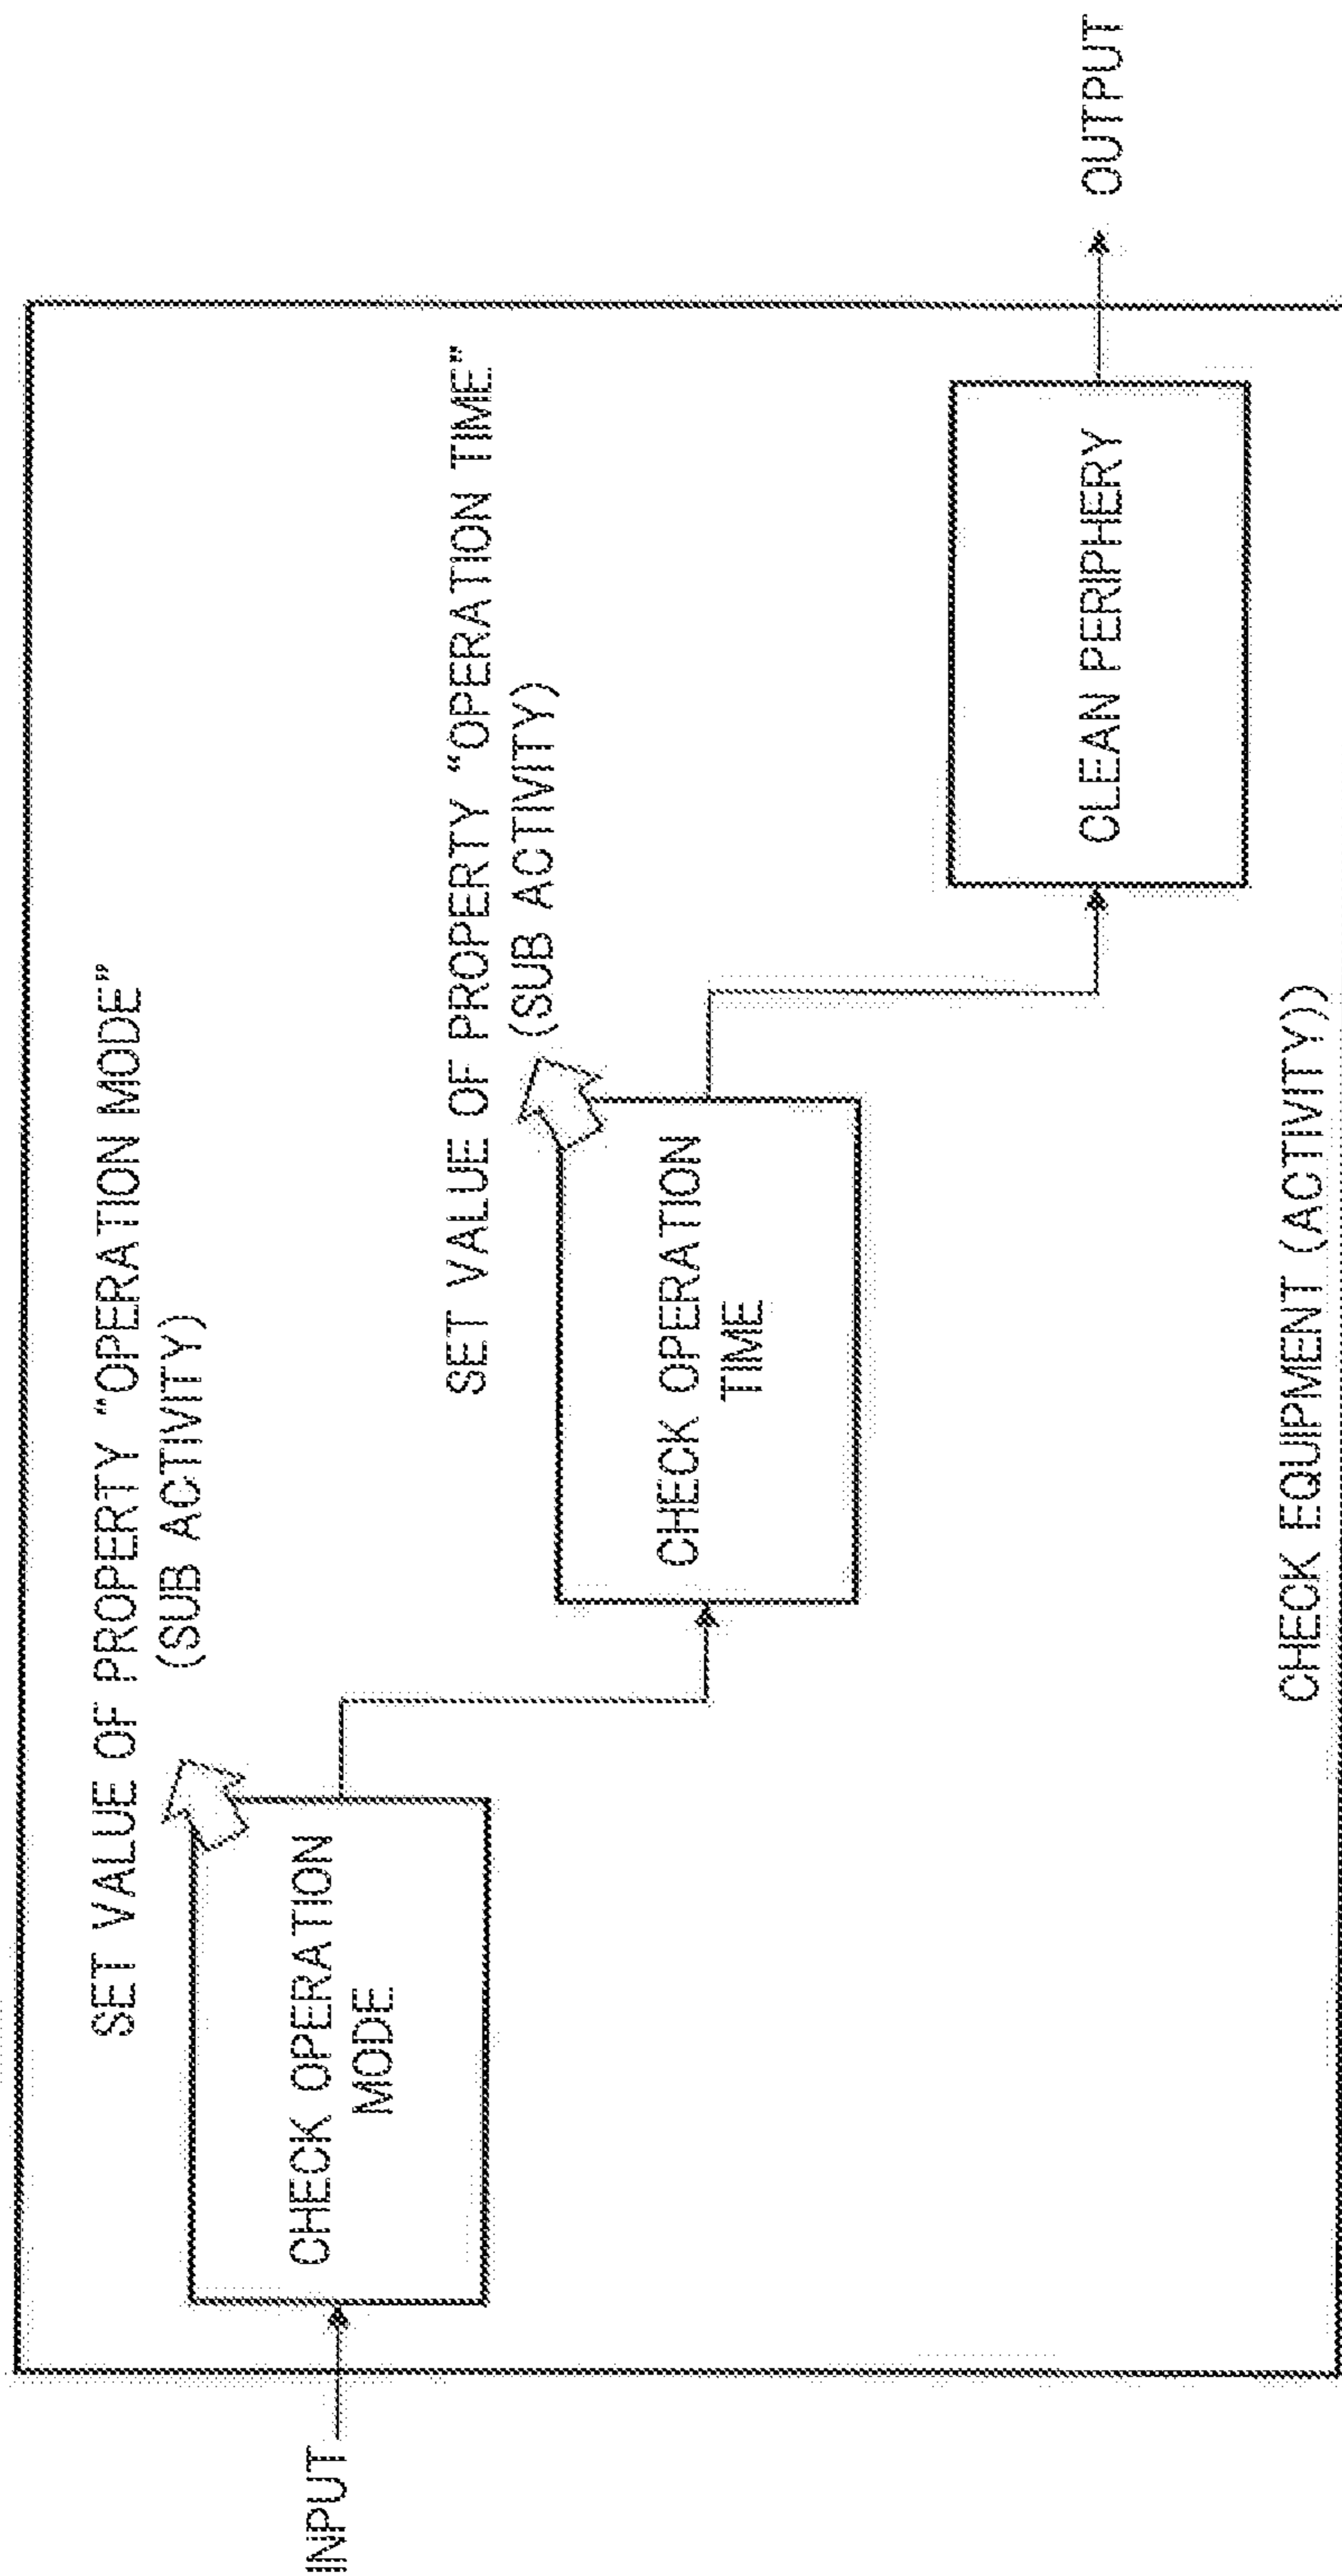 SET VALUE OF PROPERTY “OPERATION MODE”
(SUB ACTIVITY)
INPUT
CHECK OPERATION
MODE
SET VALUE OF PROPERTY “OPERATION TIME”
(SUB ACTIVITY)
CHECK OPERATION
TIME
CLEAN PERIPHERY
OUTPUT
CHECK EQUIPMENT (ACTIVITY))